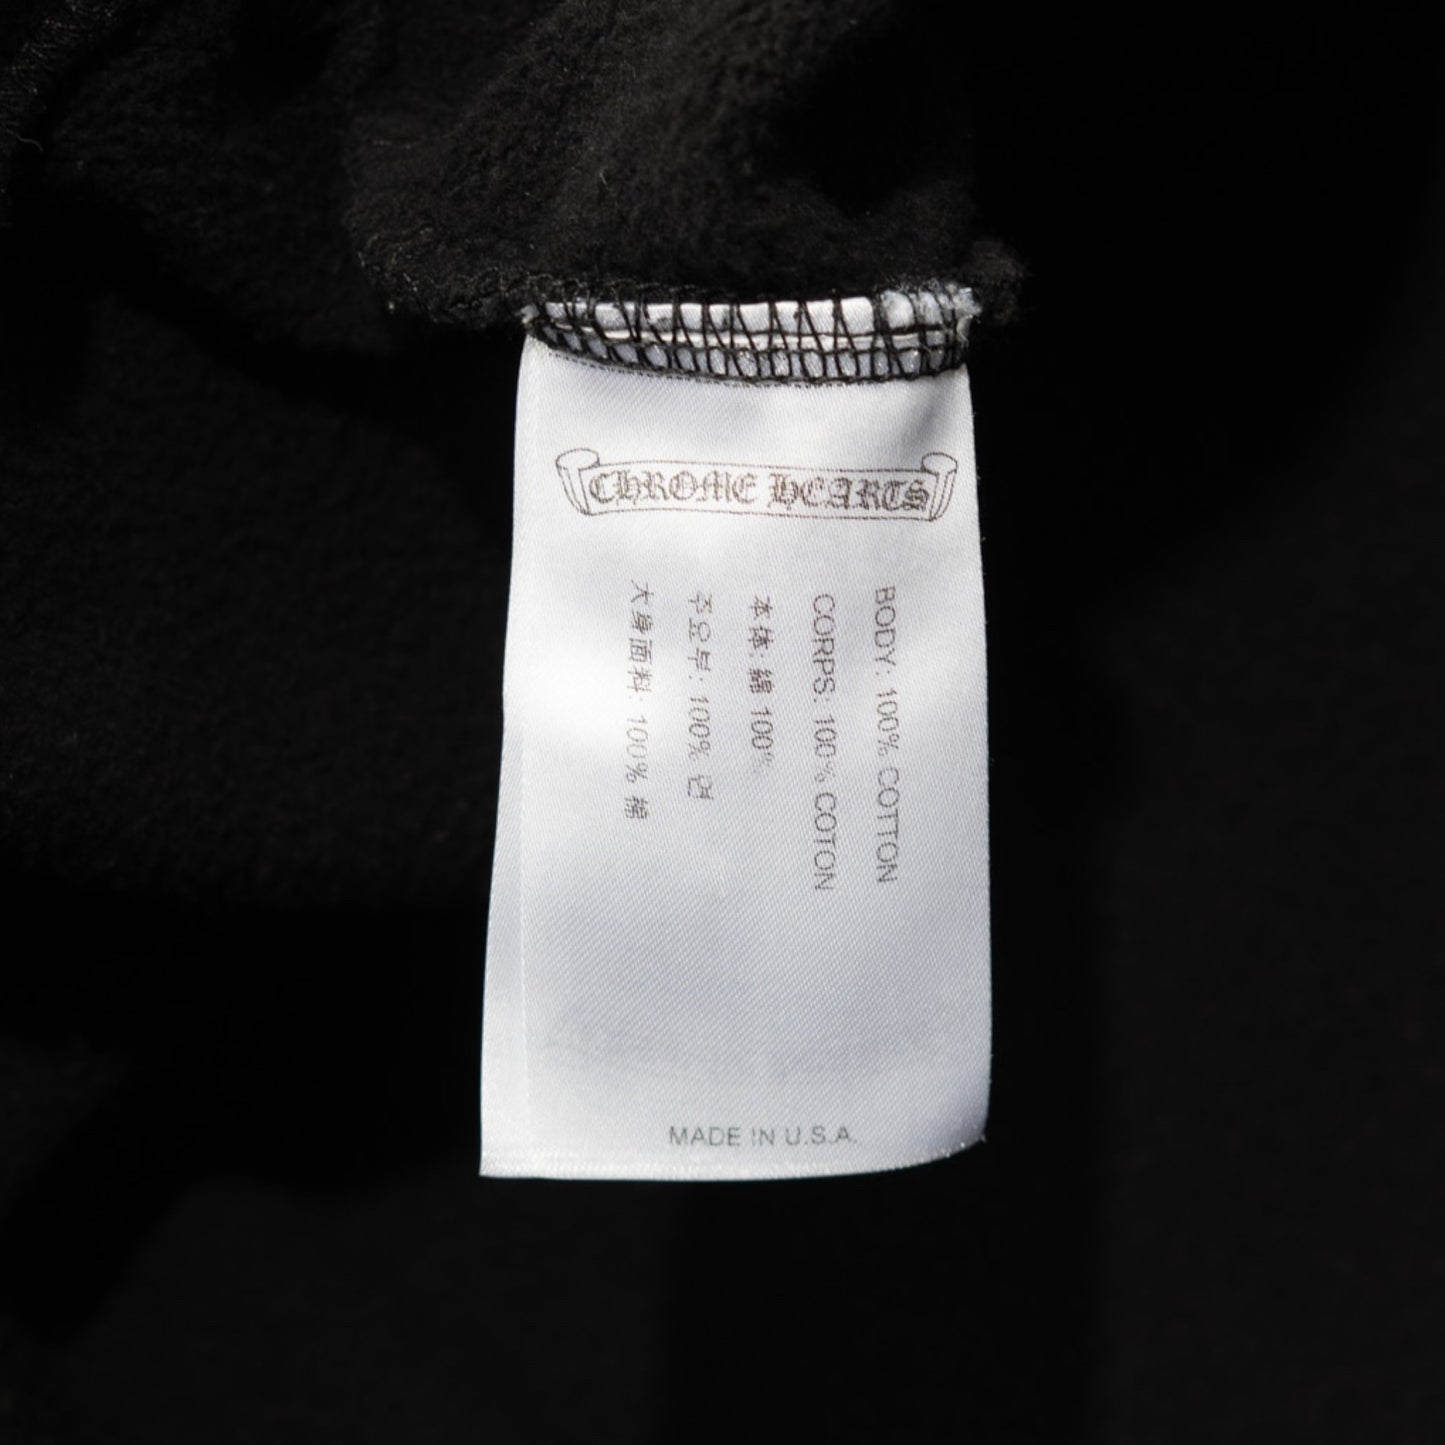 CHROME HEARTS
BODY: 100% COTTON
CORPS: 100% COTON
本体: 綿 100%
주요부: 100% 면
大身面料: 100% 棉
MADE IN U.S.A.